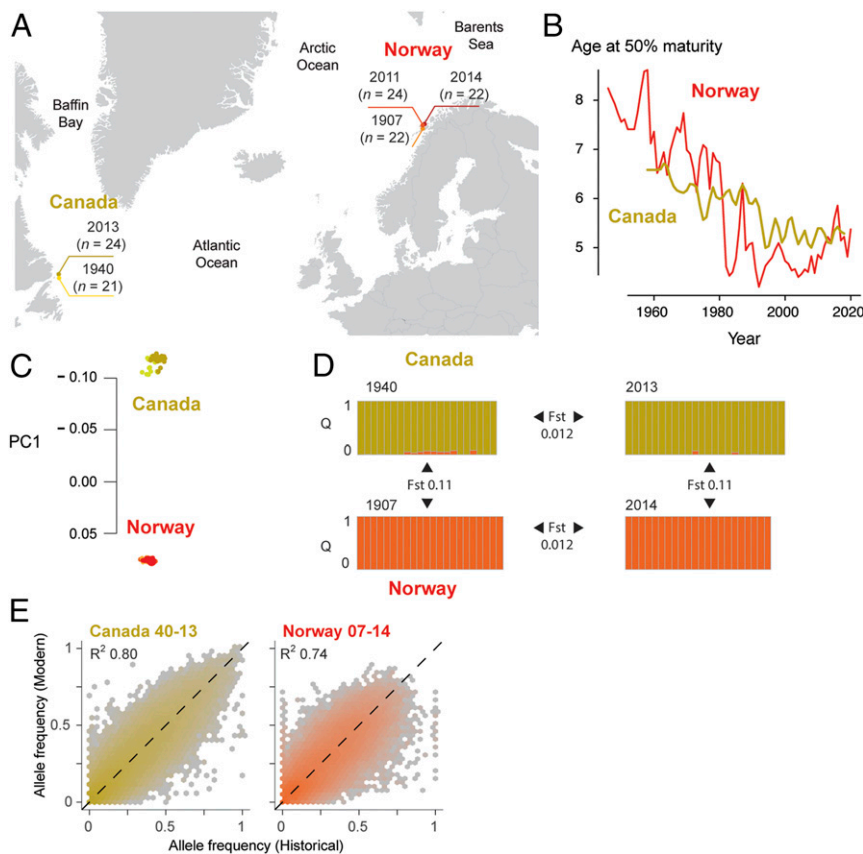 A
Arctic
Ocean
Barents
Sea
Norway
2011
(n = 24)
2014
(n = 22)
1907
(n = 22)
Baffin
Bay
Canada
2013
(n = 24)
1940
(n = 21)
Atlantic
Ocean
B
Age at 50% maturity
Norway
Canada
8
7
6
5
1960
1980
2000
2020
Year
C
PC1
- 0.10
- 0.05
0.00
0.05
Canada
Norway
D
Canada
1940
2013
Q
1
0
Fst
0.012
Fst 0.11
Fst 0.11
1907
2014
Q
1
0
Fst
0.012
Norway
E
Canada 40-13
R² 0.80
Norway 07-14
R² 0.74
Allele frequency (Modern)
1
0.5
0
0
0.5
1
0
0.5
1
Allele frequency (Historical)